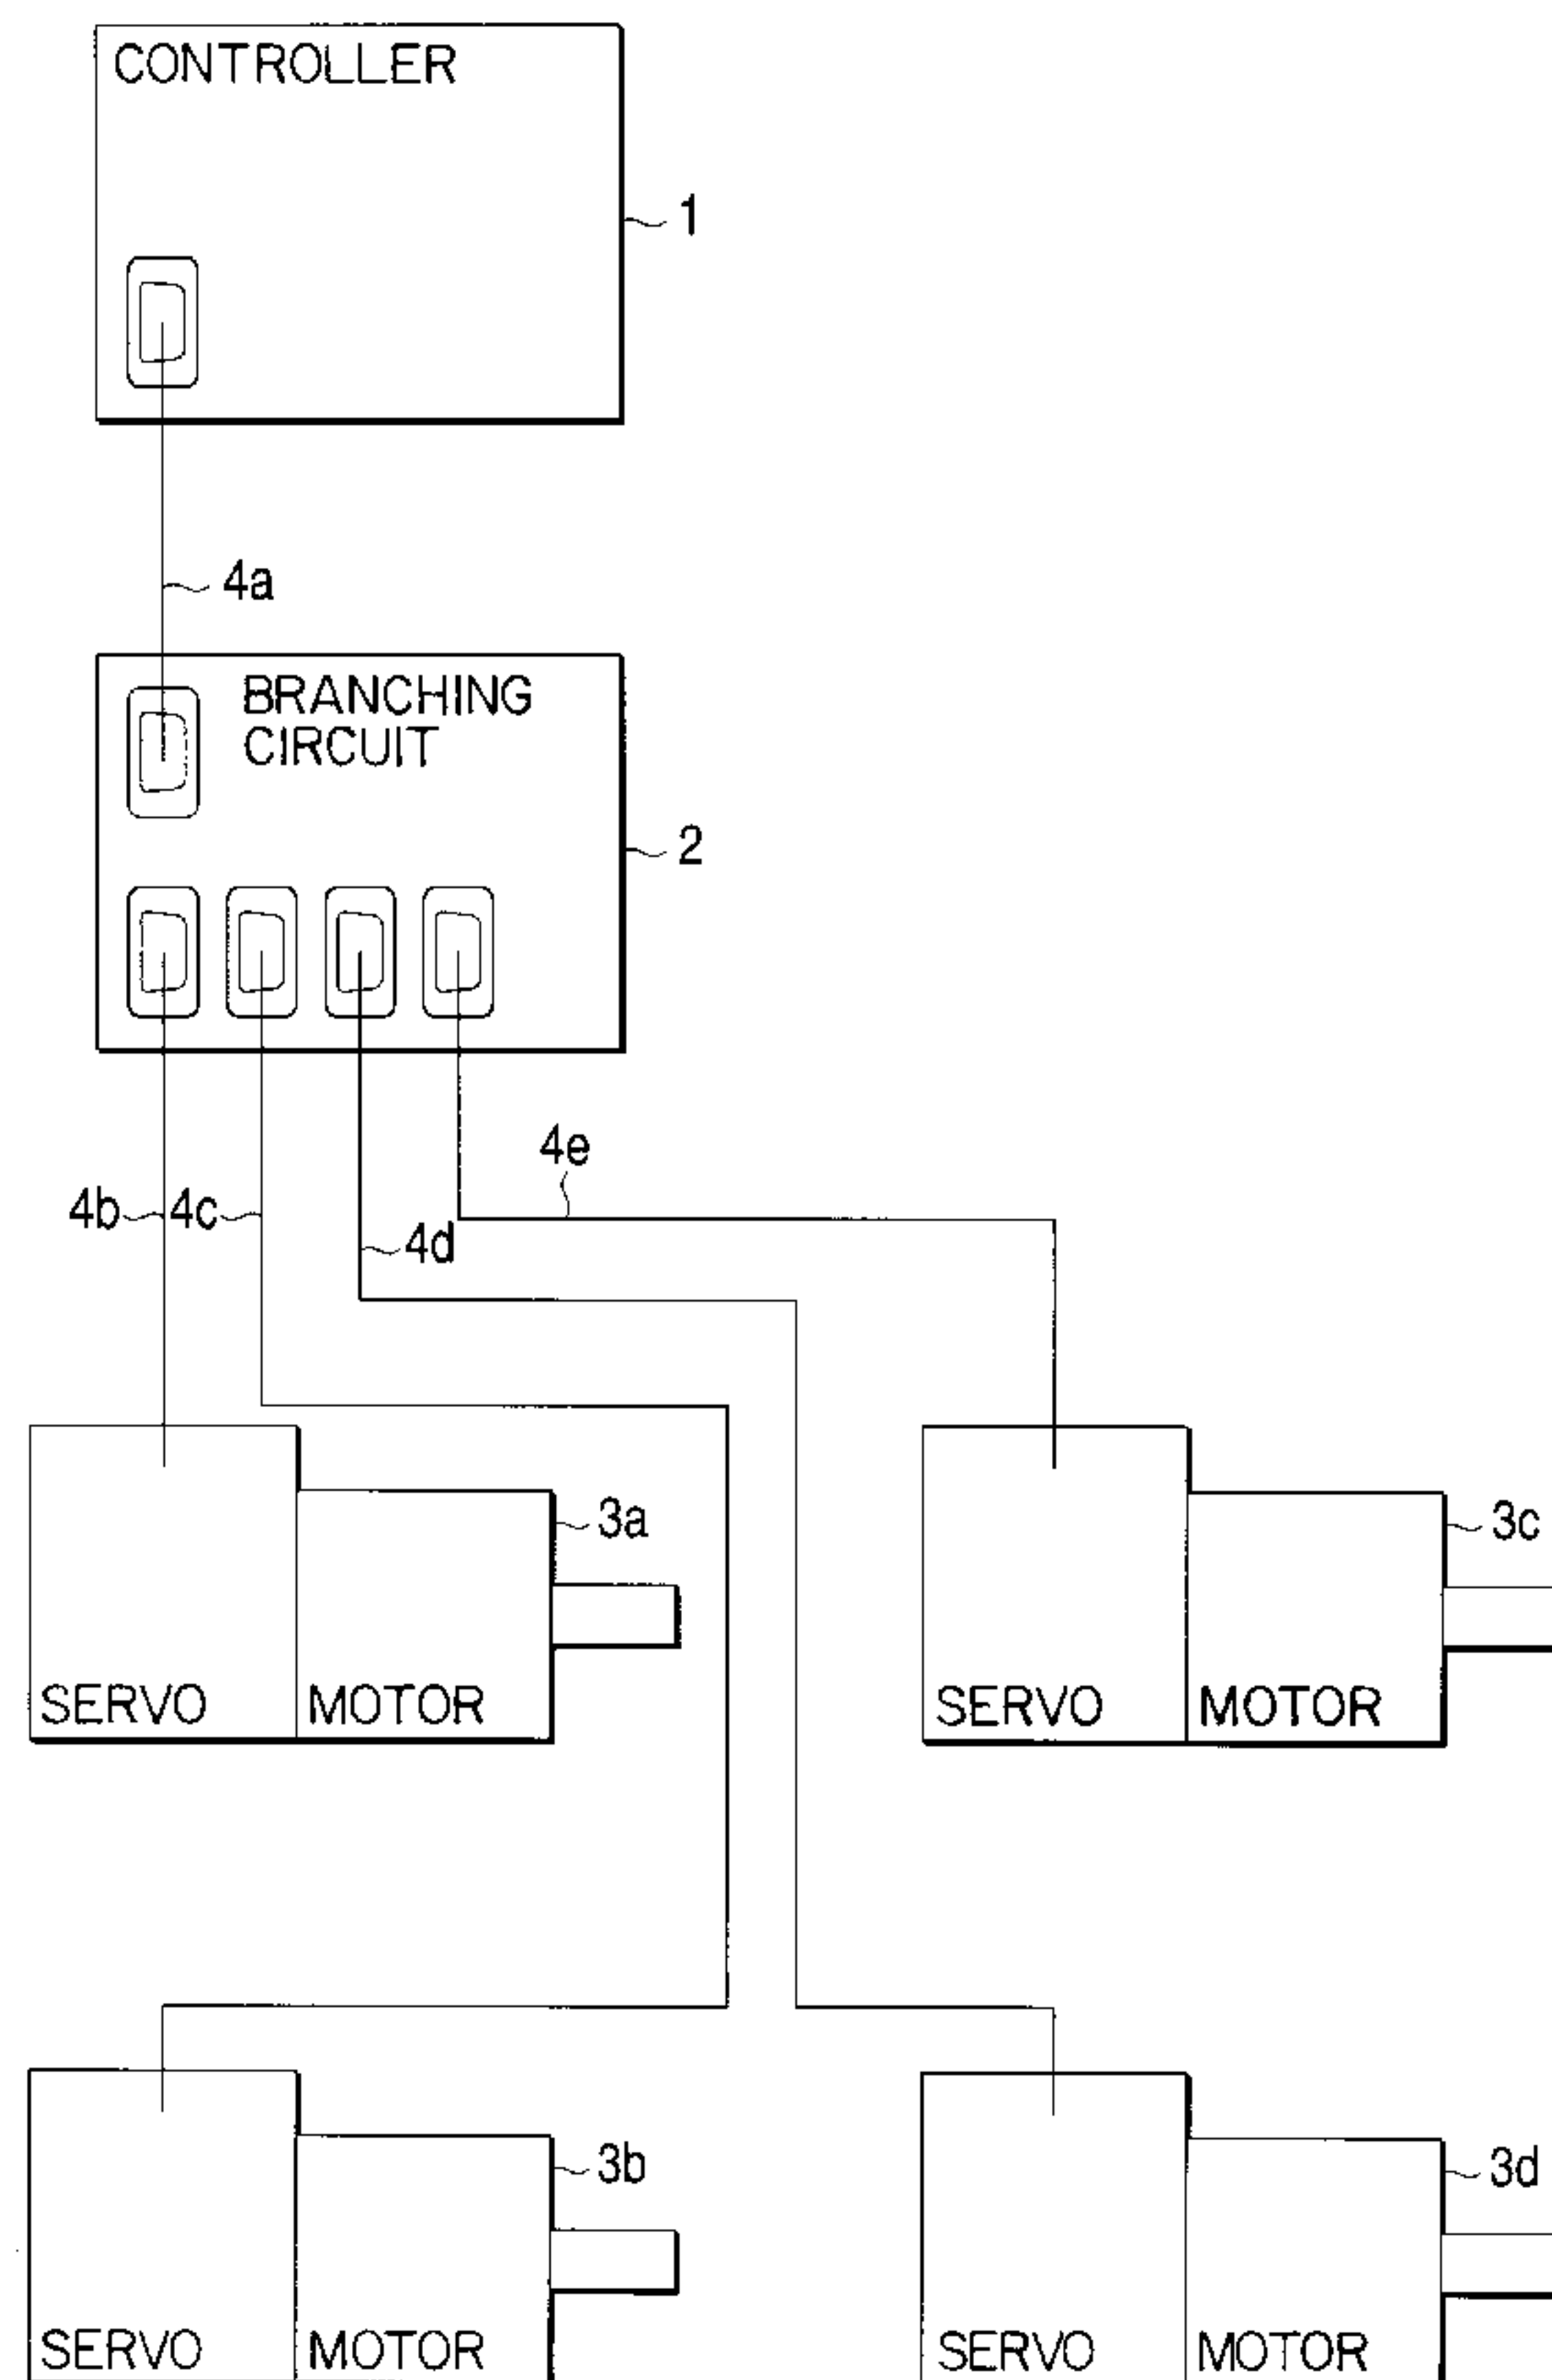 CONTROLLER
1
4a
BRANCHING
CIRCUIT
2
4e
4b
4c
4d
3a
3c
SERVO
MOTOR
SERVO
MOTOR
3b
3d
SERVO
MOTOR
SERVO
MOTOR